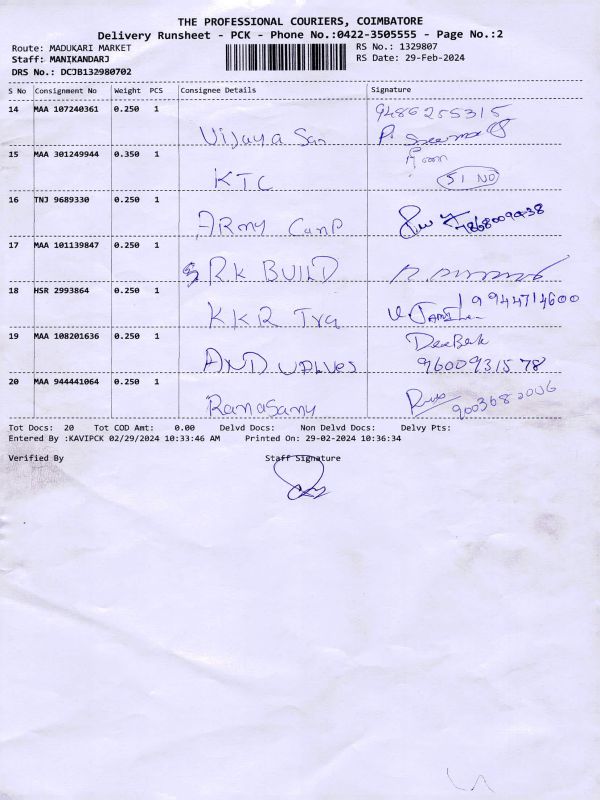 THE PROFESSIONAL COURIERS, COIMBATORE
Delivery Runsheet - PCK - Phone No.:0422-3505555 - Page No.:2
Route: MADUKARI MARKET
RS No.: 1329807
Staff: MANIKANDARJ
RS Date: 29-Feb-2024
DRS No.: DCJB132980702
S No Consignment No Weight PCS Consignee Details Signature
14 MAA 107240361 0.250 1 9486255315
Vijaya San
15 MAA 301249944 0.350 1
KTC 51 NO
16 TNJ 9689330 0.250 1
ARMY CamP
17 MAA 101139847 0.250 1
RK BUILD
18 HSR 2993864 0.250 1 9944714600
KKR
19 MAA 108201636 0.250 1 DeeBak
AND VALVes 9600931578
20 MAA 944441064 0.250 1
Ramasamy
Tot Docs: 20 Tot COD Amt: 0.00 Delvd Docs: Non Delvd Docs: Delvy Pts:
Entered By :KAVIPCK 02/29/2024 10:33:46 AM Printed On: 29-02-2024 10:36:34
Verified By Staff Signature